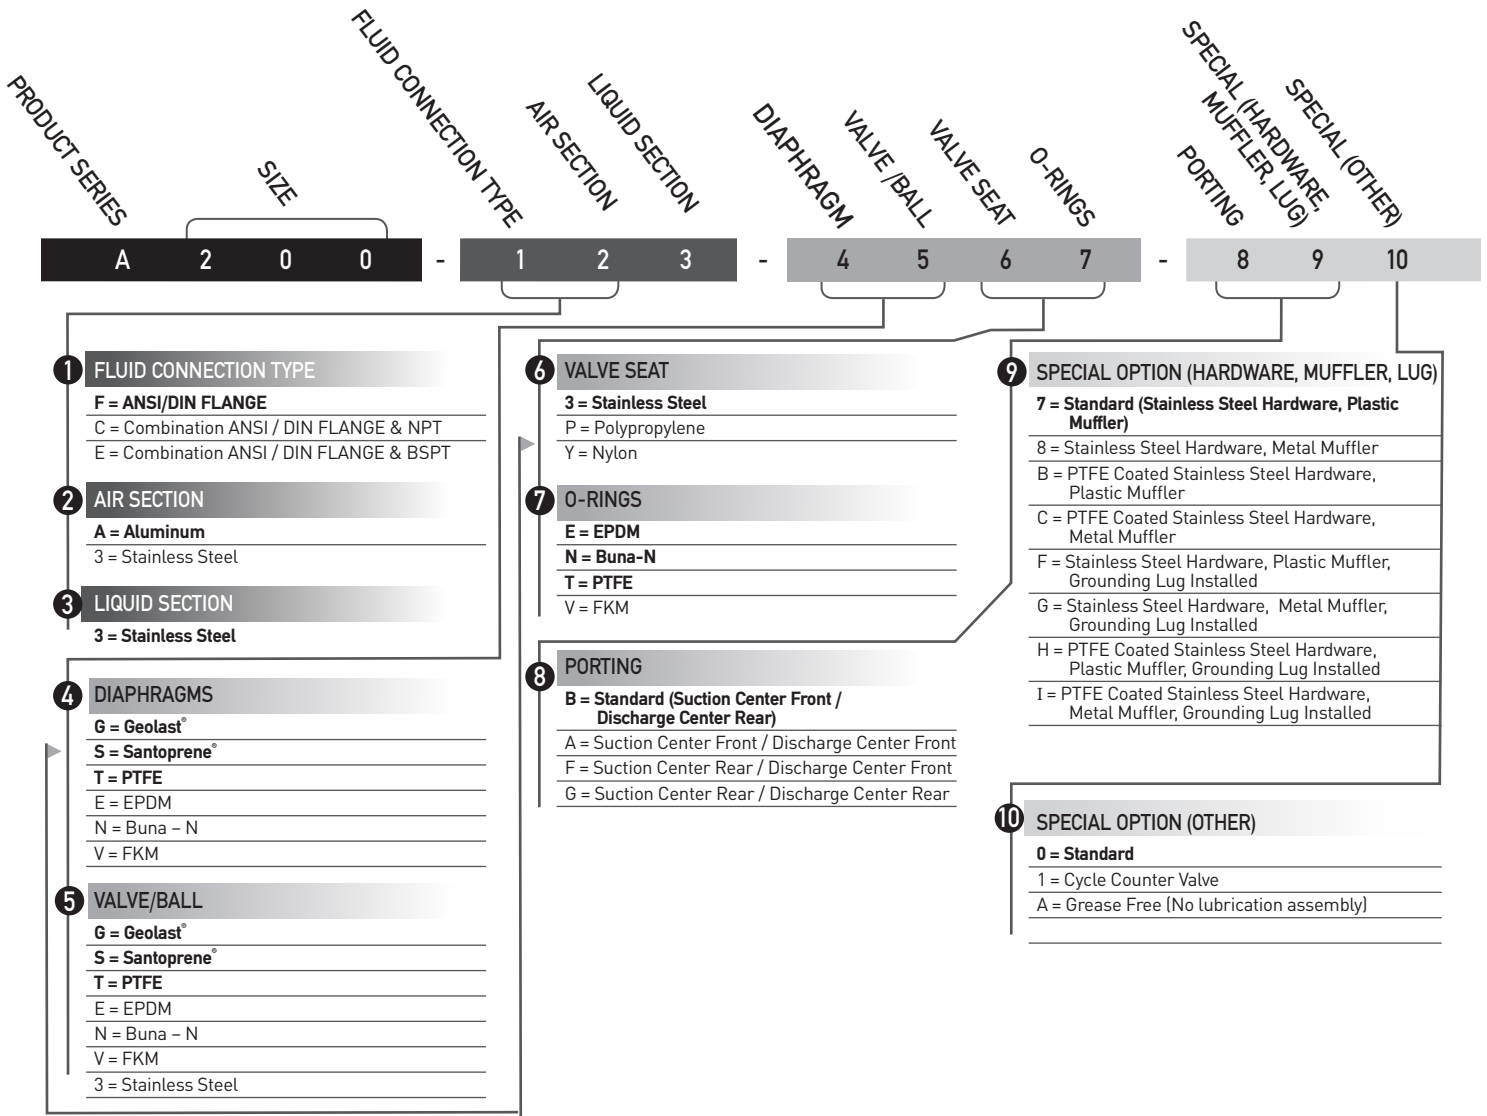 PRODUCT SERIES
SIZE
FLUID CONNECTION TYPE
AIR SECTION
LIQUID SECTION
DIAPHRAGM
VALVE /BALL
VALVE SEAT
O-RINGS
PORTING
SPECIAL (HARDWARE,
MUFFLER, LUG)
SPECIAL (OTHER)
A 2 0 0 - 1 2 3 - 4 5 6 7 - 8 9 10
1 FLUID CONNECTION TYPE
F = ANSI/DIN FLANGE
C = Combination ANSI / DIN FLANGE & NPT
E = Combination ANSI / DIN FLANGE & BSPT
2 AIR SECTION
A = Aluminum
3 = Stainless Steel
3 LIQUID SECTION
3 = Stainless Steel
4 DIAPHRAGMS
G = Geolast®
S = Santoprene®
T = PTFE
E = EPDM
N = Buna – N
V = FKM
5 VALVE/BALL
G = Geolast®
S = Santoprene®
T = PTFE
E = EPDM
N = Buna – N
V = FKM
3 = Stainless Steel
6 VALVE SEAT
3 = Stainless Steel
P = Polypropylene
Y = Nylon
7 O-RINGS
E = EPDM
N = Buna-N
T = PTFE
V = FKM
8 PORTING
B = Standard (Suction Center Front /
Discharge Center Rear)
A = Suction Center Front / Discharge Center Front
F = Suction Center Rear / Discharge Center Front
G = Suction Center Rear / Discharge Center Rear
9 SPECIAL OPTION (HARDWARE, MUFFLER, LUG)
7 = Standard (Stainless Steel Hardware, Plastic
Muffler)
8 = Stainless Steel Hardware, Metal Muffler
B = PTFE Coated Stainless Steel Hardware,
Plastic Muffler
C = PTFE Coated Stainless Steel Hardware,
Metal Muffler
F = Stainless Steel Hardware, Plastic Muffler,
Grounding Lug Installed
G = Stainless Steel Hardware, Metal Muffler,
Grounding Lug Installed
H = PTFE Coated Stainless Steel Hardware,
Plastic Muffler, Grounding Lug Installed
I = PTFE Coated Stainless Steel Hardware,
Metal Muffler, Grounding Lug Installed
10 SPECIAL OPTION (OTHER)
0 = Standard
1 = Cycle Counter Valve
A = Grease Free (No lubrication assembly)